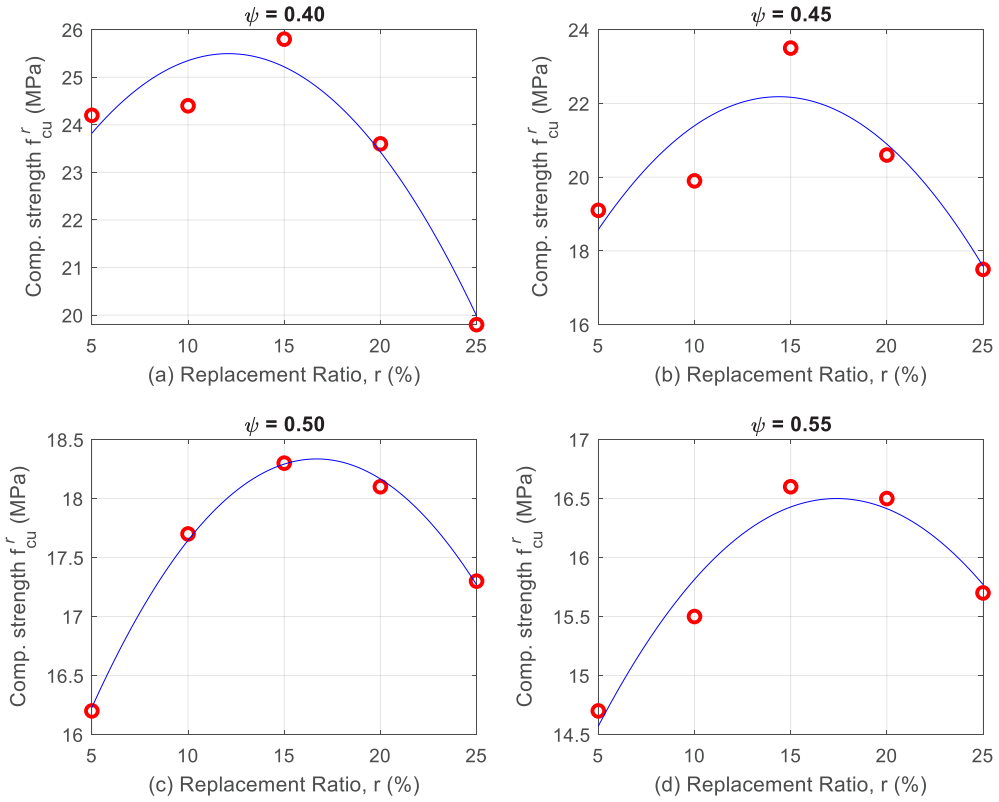 ψ = 0.40
26
25
24
23
22
21
20
Comp. strength f^r_cu (MPa)
5 10 15 20 25
(a) Replacement Ratio, r (%)
ψ = 0.45
24
22
20
18
16
Comp. strength f^r_cu (MPa)
5 10 15 20 25
(b) Replacement Ratio, r (%)
ψ = 0.50
18.5
18
17.5
17
16.5
16
Comp. strength f^r_cu (MPa)
5 10 15 20 25
(c) Replacement Ratio, r (%)
ψ = 0.55
17
16.5
16
15.5
15
14.5
Comp. strength f^r_cu (MPa)
5 10 15 20 25
(d) Replacement Ratio, r (%)